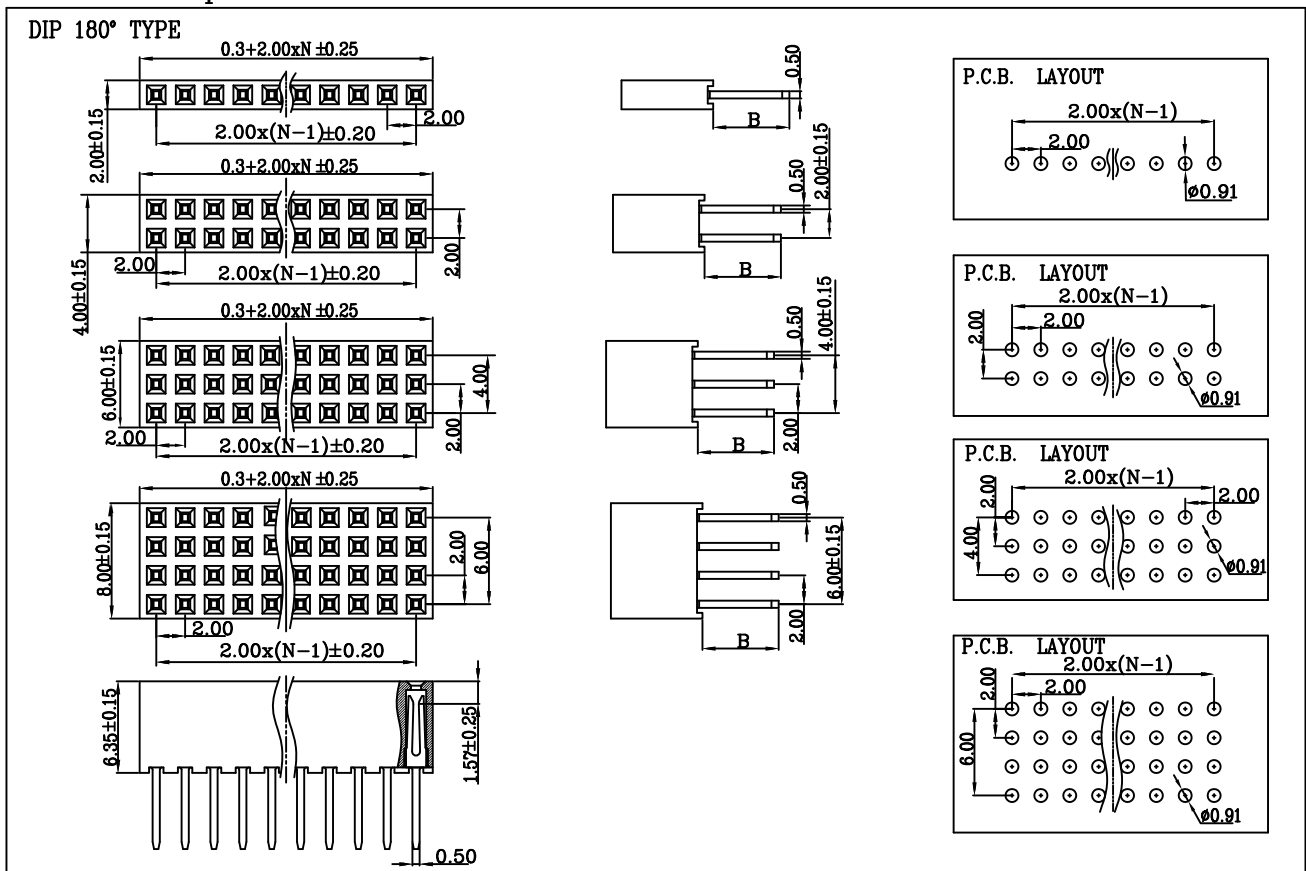 DIP 180° TYPE
0.3+2.00xN ±0.25
2.00±0.15
2.00
2.00x(N-1)±0.20
0.3+2.00xN ±0.25
4.00±0.15
2.00
2.00
2.00x(N-1)±0.20
0.3+2.00xN ±0.25
6.00±0.15
4.00
2.00
2.00
2.00x(N-1)±0.20
0.3+2.00xN ±0.25
8.00±0.15
2.00
6.00
2.00
2.00x(N-1)±0.20
6.35±0.15
1.57±0.25
0.50
0.50
B
0.50
2.00±0.15
B
0.50
4.00±0.15
2.00
B
0.50
6.00±0.15
2.00
B
P.C.B. LAYOUT
2.00x(N-1)
2.00
ø0.91
P.C.B. LAYOUT
2.00x(N-1)
2.00
2.00
ø0.91
P.C.B. LAYOUT
2.00x(N-1)
2.00
2.00
4.00
ø0.91
P.C.B. LAYOUT
2.00x(N-1)
2.00
2.00
6.00
ø0.91